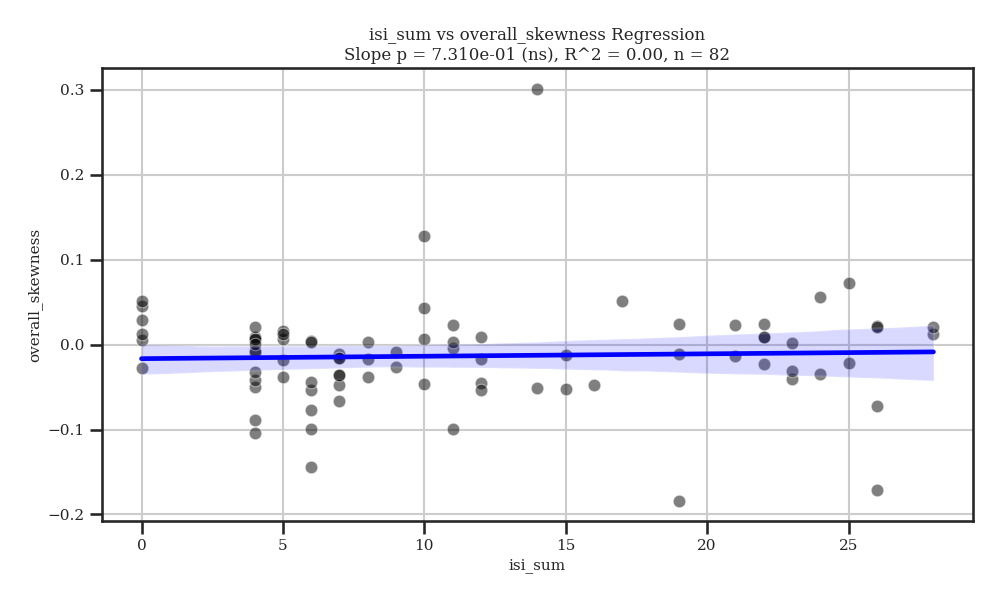 isi_sum vs overall_skewness Regression
Slope p = 7.310e-01 (ns), R^2 = 0.00, n = 82
overall_skewness
0.3
0.2
0.1
0.0
−0.1
−0.2
0 5 10 15 20 25
isi_sum